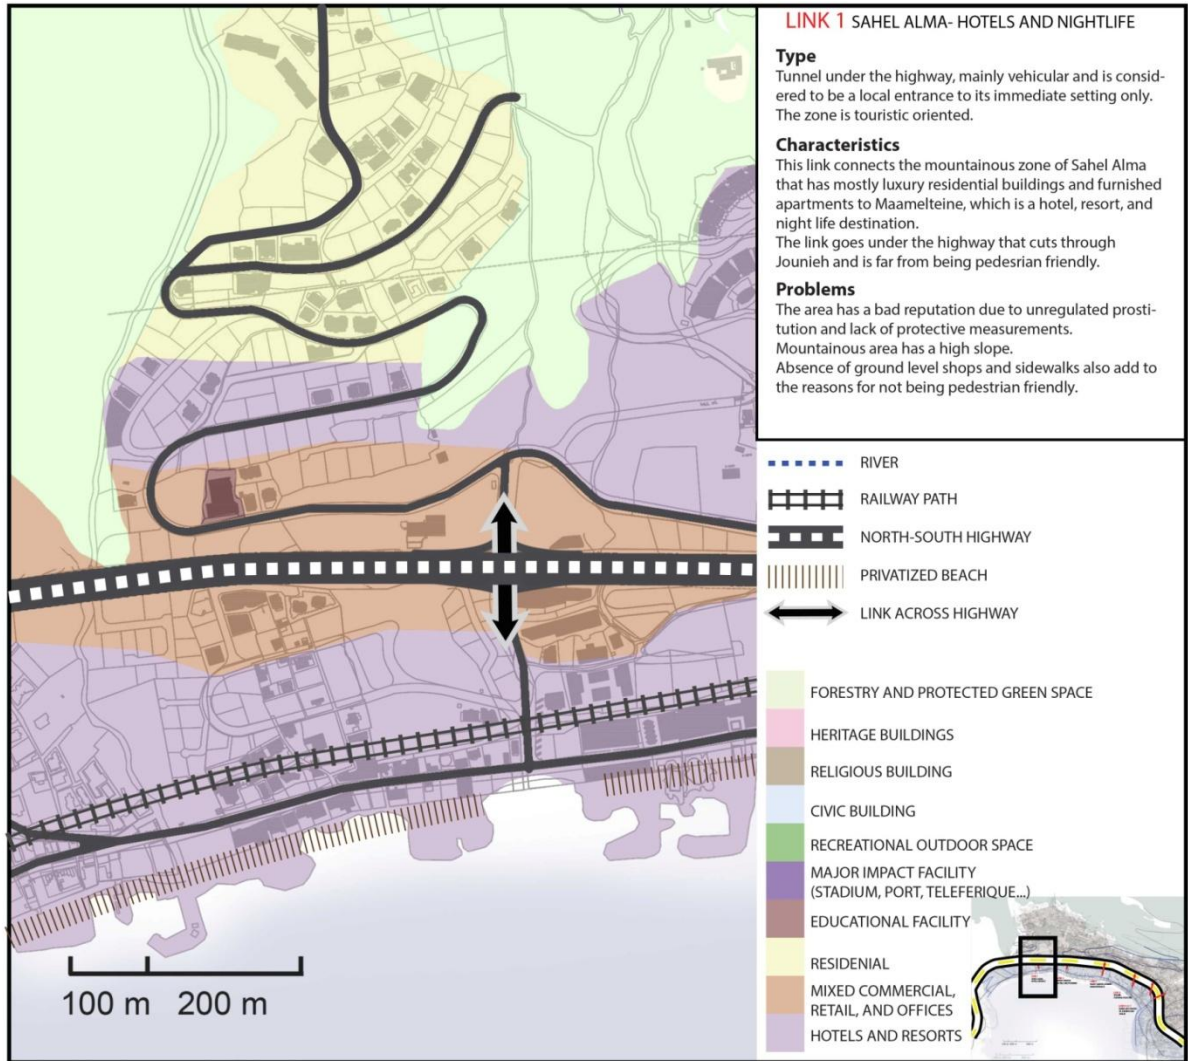 LINK 1 SAHEL ALMA- HOTELS AND NIGHTLIFE
Type
Tunnel under the highway, mainly vehicular and is consid-
ered to be a local entrance to its immediate setting only.
The zone is touristic oriented.
Characteristics
This link connects the mountainous zone of Sahel Alma
that has mostly luxury residential buildings and furnished
apartments to Maamelteine, which is a hotel, resort, and
night life destination.
The link goes under the highway that cuts through
Jounieh and is far from being pedesrian friendly.
Problems
The area has a bad reputation due to unregulated prosti-
tution and lack of protective measurements.
Mountainous area has a high slope.
Absence of ground level shops and sidewalks also add to
the reasons for not being pedestrian friendly.
RIVER
RAILWAY PATH
NORTH-SOUTH HIGHWAY
PRIVATIZED BEACH
LINK ACROSS HIGHWAY
FORESTRY AND PROTECTED GREEN SPACE
HERITAGE BUILDINGS
RELIGIOUS BUILDING
CIVIC BUILDING
RECREATIONAL OUTDOOR SPACE
MAJOR IMPACT FACILITY
(STADIUM, PORT, TELEFERIQUE...)
EDUCATIONAL FACILITY
RESIDENIAL
MIXED COMMERCIAL,
RETAIL, AND OFFICES
HOTELS AND RESORTS
100 m 200 m